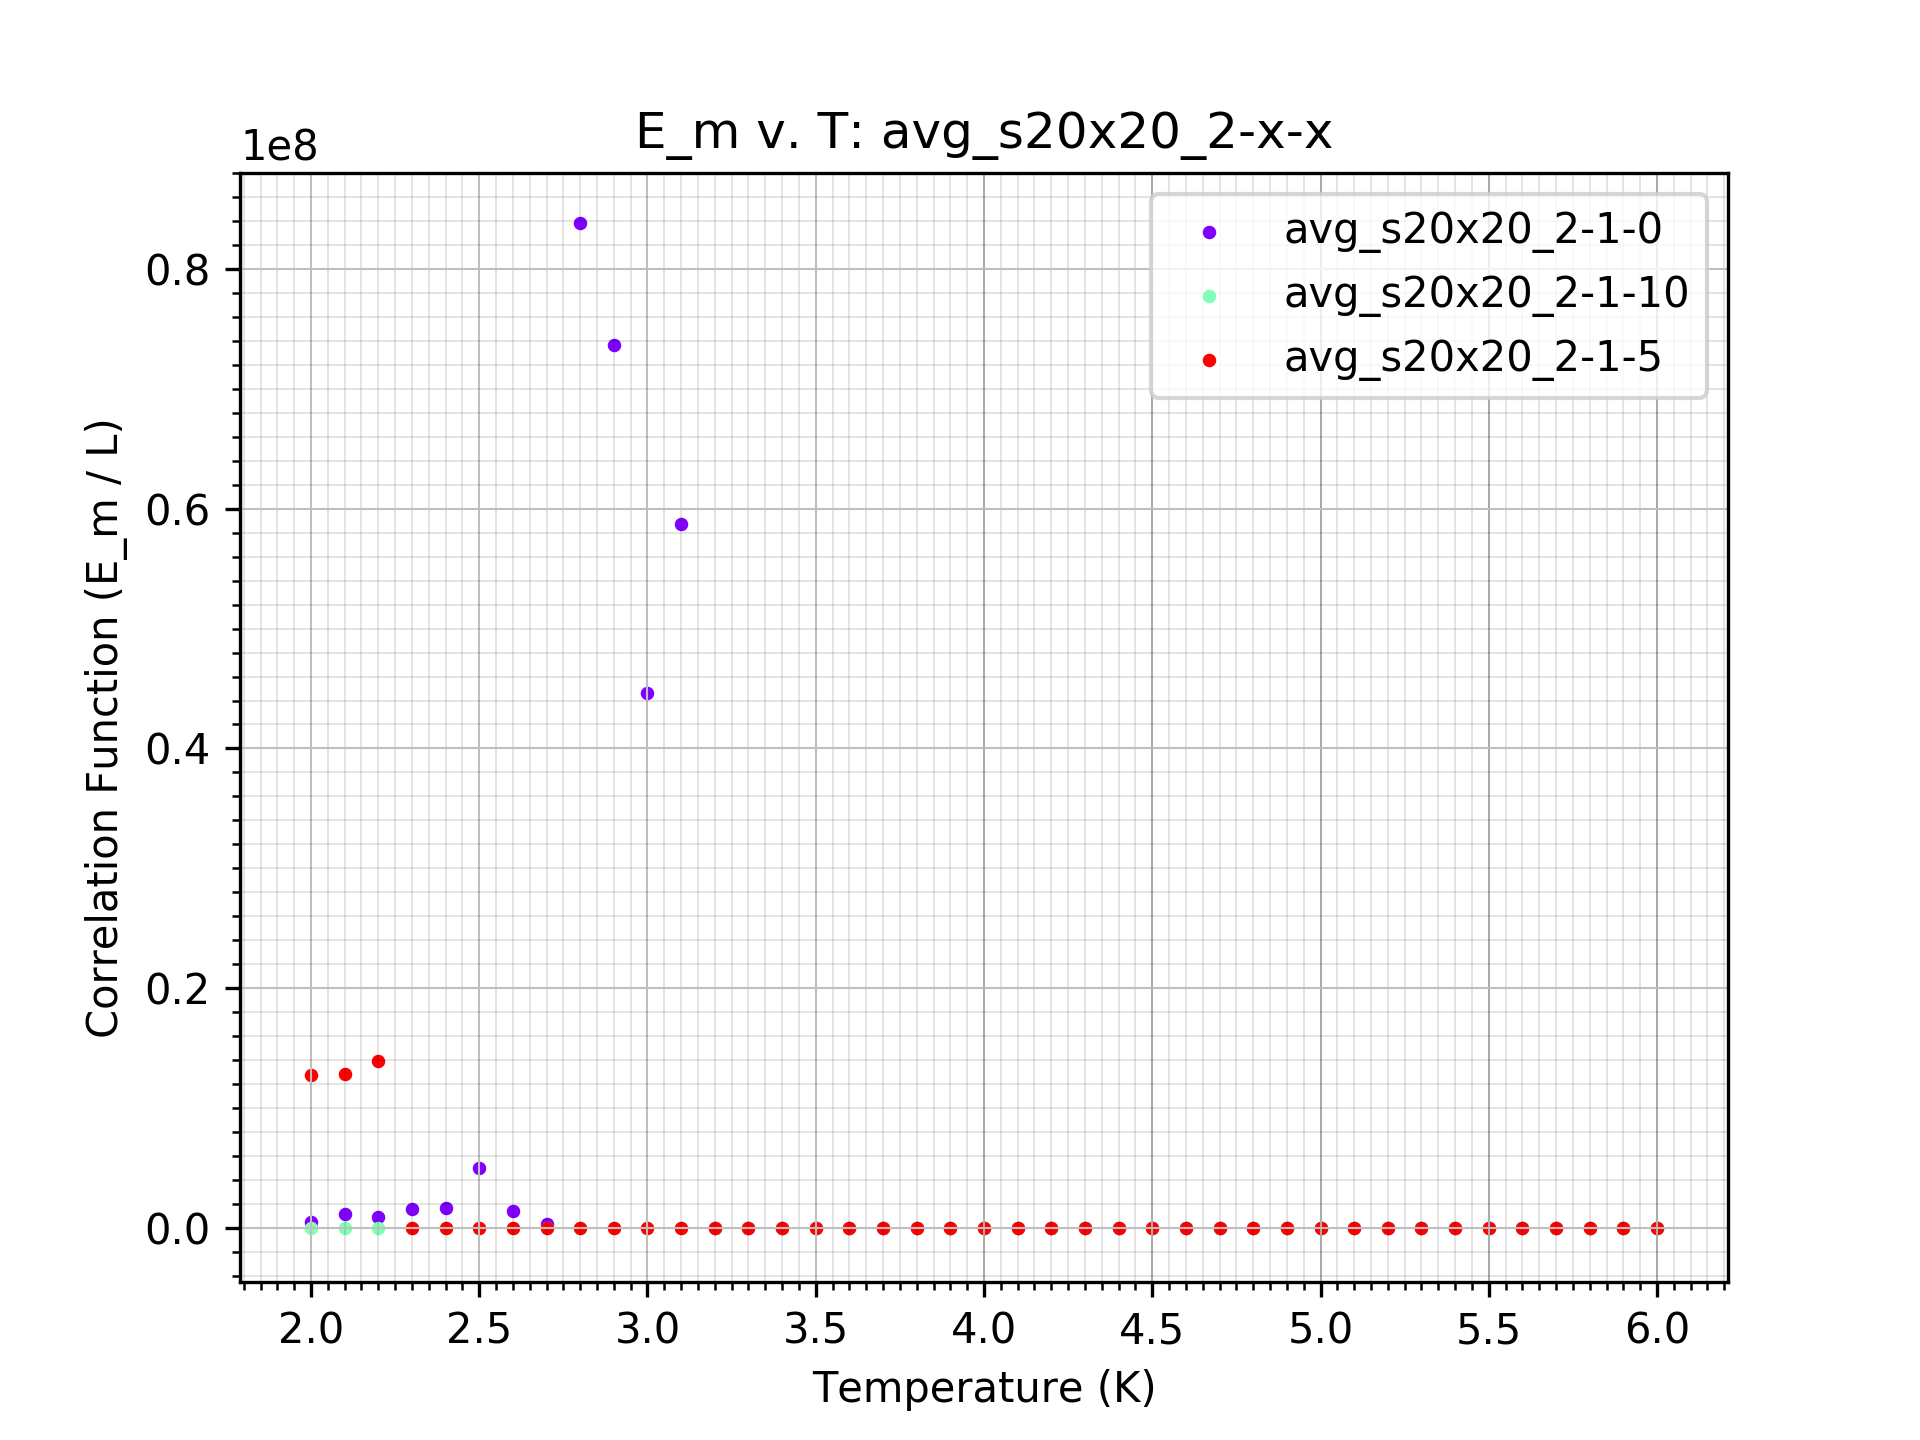 E_m v. T: avg_s20x20_2-x-x
1e8
avg_s20x20_2-1-0
avg_s20x20_2-1-10
avg_s20x20_2-1-5
0.8
0.6
0.4
0.2
0.0
Correlation Function (E_m / L)
2.0 2.5 3.0 3.5 4.0 4.5 5.0 5.5 6.0
Temperature (K)